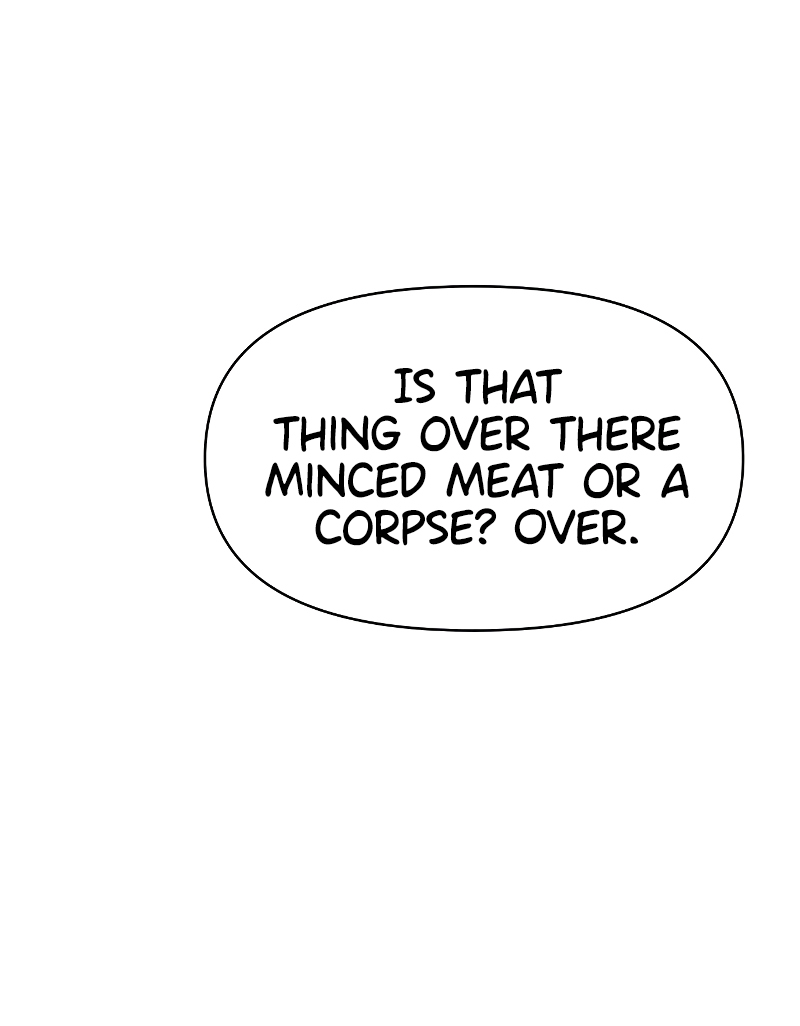 IS THAT
THING OVER THERE
MINCED MEAT OR A
CORPSE? OVER.